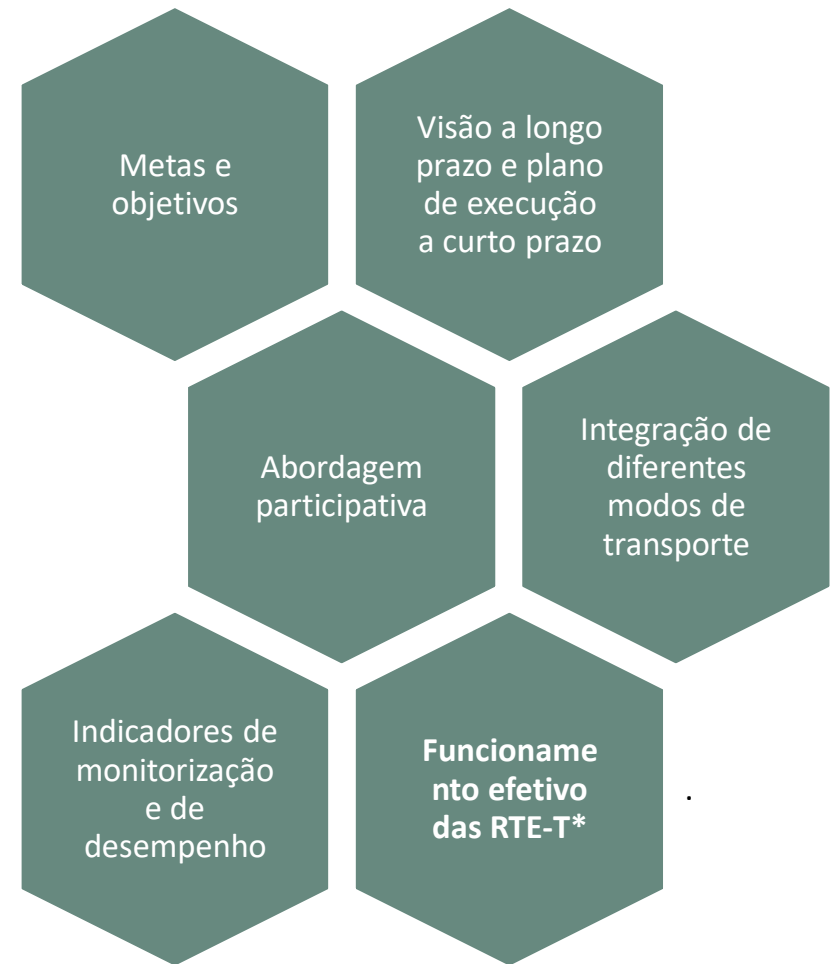 Metas e
objetivos
Visão a longo
prazo e plano
de execução
a curto prazo
Abordagem
participativa
Integração de
diferentes
modos de
transporte
Indicadores de
monitorização
e de
desempenho
Funcioname
nto efetivo
das RTE-T*
.